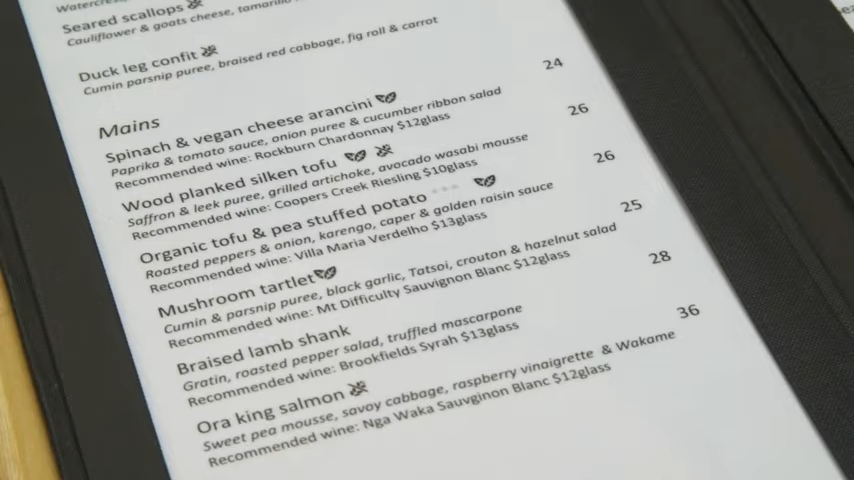 Watercress
Seared scallops
Cauliflower & goats cheese, tamarillo
Duck leg confit
Cumin parsnip puree, braised red cabbage, fig roll & carrot
Mains
Spinach & vegan cheese arancini 24
Paprika & tomato sauce, onion puree & cucumber ribbon salad
Recommended wine: Rockburn Chardonnay $12glass
Wood planked silken tofu 26
Saffron & leek puree, grilled artichoke, avocado wasabi mousse
Recommended wine: Coopers Creek Riesling $10glass
Organic tofu & pea stuffed potato 26
Roasted peppers & onion, karengo, caper & golden raisin sauce
Recommended wine: Villa Maria Verdelho $13glass
Mushroom tartlet 25
Cumin & parsnip puree, black garlic, Tatsoi, crouton & hazelnut salad
Recommended wine: Mt Difficulty Sauvignon Blanc $12glass
Braised lamb shank 28
Gratin, roasted pepper salad, truffled mascarpone
Recommended wine: Brookfields Syrah $13glass
Ora king salmon 36
Sweet pea mousse, savoy cabbage, raspberry vinaigrette & Wakame
Recommended wine: Nga Waka Sauvginon Blanc $12glass